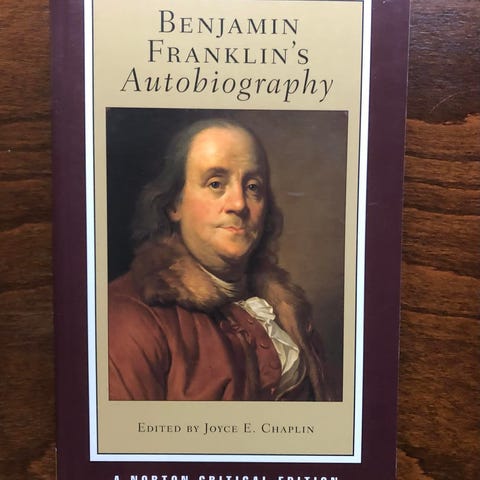 BENJAMIN
FRANKLIN'S
Autobiography
EDITED BY JOYCE E. CHAPLIN
A NORTON CRITICAL EDITION